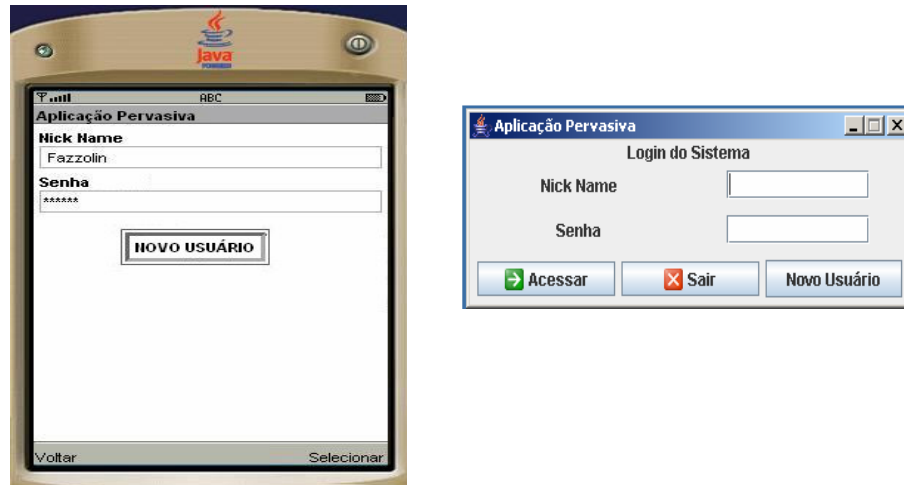 Java
POWERED
ABC
Aplicação Pervasiva
Nick Name
Fazzolin
Senha
******
NOVO USUÁRIO
Voltar Selecionar
Aplicação Pervasiva
Login do Sistema
Nick Name
Senha
Acessar Sair Novo Usuário